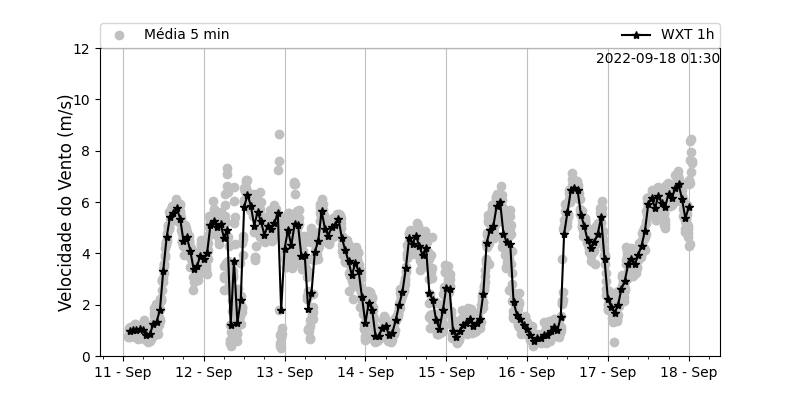 Média 5 min
WXT 1h
2022-09-18 01:30
Velocidade do Vento (m/s)
12
10
8
6
4
2
0
11 - Sep
12 - Sep
13 - Sep
14 - Sep
15 - Sep
16 - Sep
17 - Sep
18 - Sep